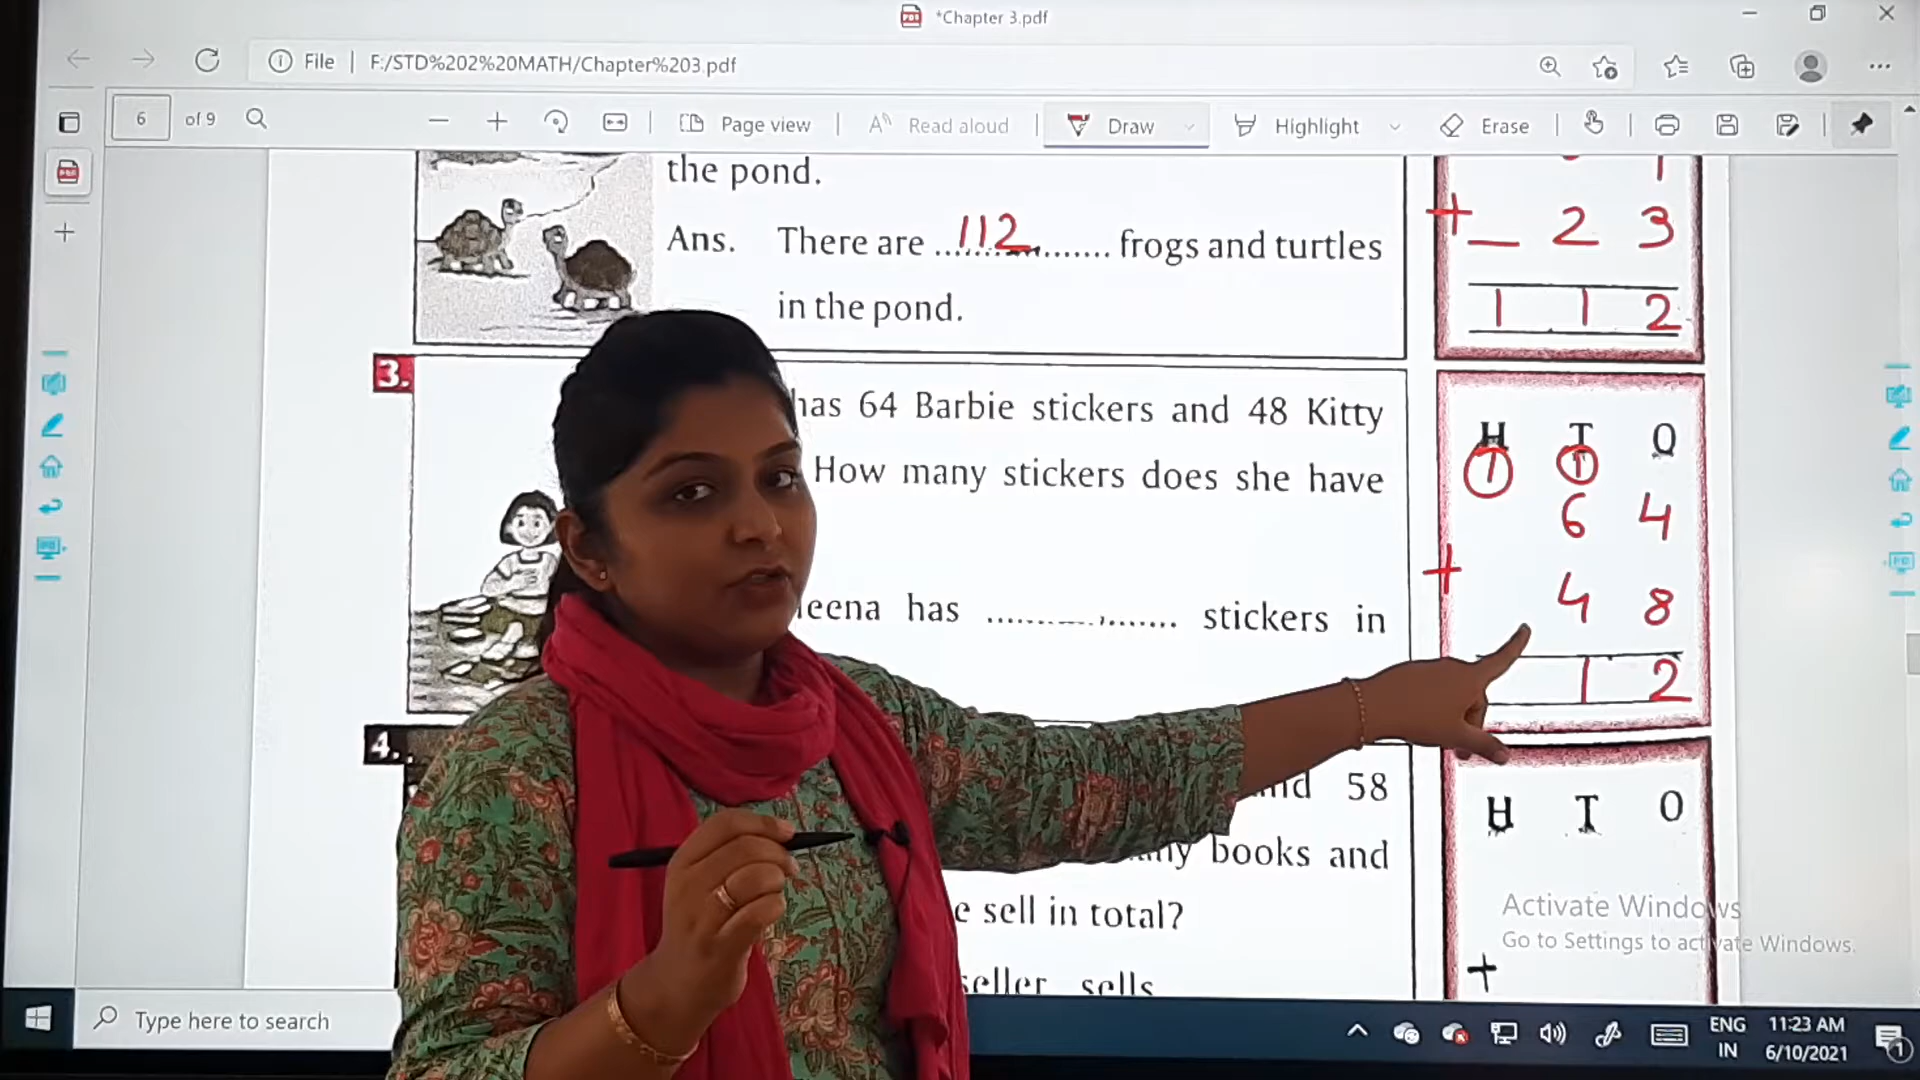 *Chapter 3.pdf
File | F:/STD%202%20MATH/Chapter%203.pdf
6 of 9 Page view Read aloud Draw Highlight Erase
the pond.
Ans. There are 112 frogs and turtles
in the pond.
+ 2 3
1 1 2
3.
has 64 Barbie stickers and 48 Kitty
How many stickers does she have
eena has .................. stickers in
H T O
1 1
6 4
+
4 8
1 2
4.
58
books and
e sell in total?
seller sells
H T O
+
Activate Windows
Go to Settings to activate Windows.
Type here to search
ENG
IN
11:23 AM
6/10/2021
1